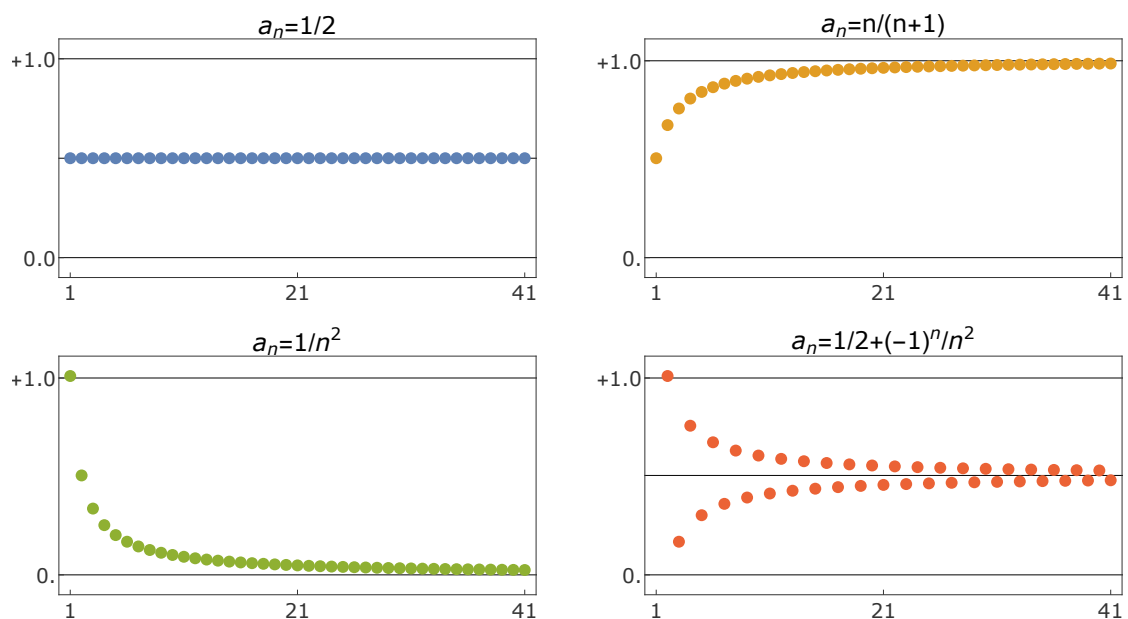 aₙ=1/2
+1.0
0.0
1 21 41
aₙ=n/(n+1)
+1.0
0.
1 21 41
aₙ=1/n²
+1.0
0.
1 21 41
aₙ=1/2+(−1)ⁿ/n²
+1.0
0.
1 21 41